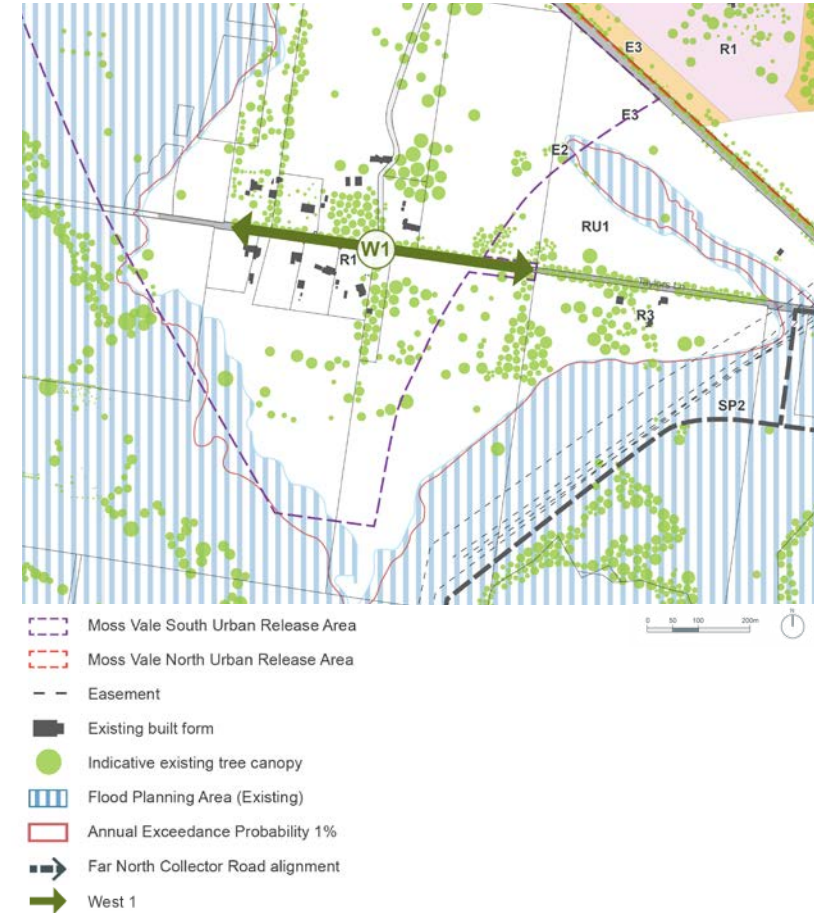 E3
R1
E3
E2
RU1
W1
R1
R3
SP2
Moss Vale South Urban Release Area
0 50 100 200m
N
Moss Vale North Urban Release Area
Easement
Existing built form
Indicative existing tree canopy
Flood Planning Area (Existing)
Annual Exceedance Probability 1%
Far North Collector Road alignment
West 1